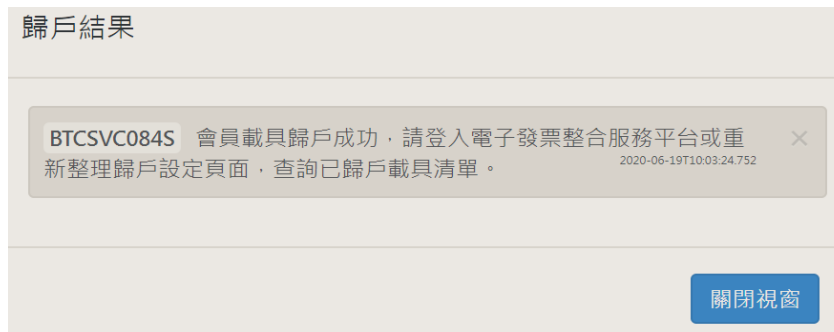 歸戶結果
BTCSVC084S 會員載具歸戶成功，請登入電子發票整合服務平台或重 ×
新整理歸戶設定頁面，查詢已歸戶載具清單。 2020-06-19T10:03:24.752
關閉視窗